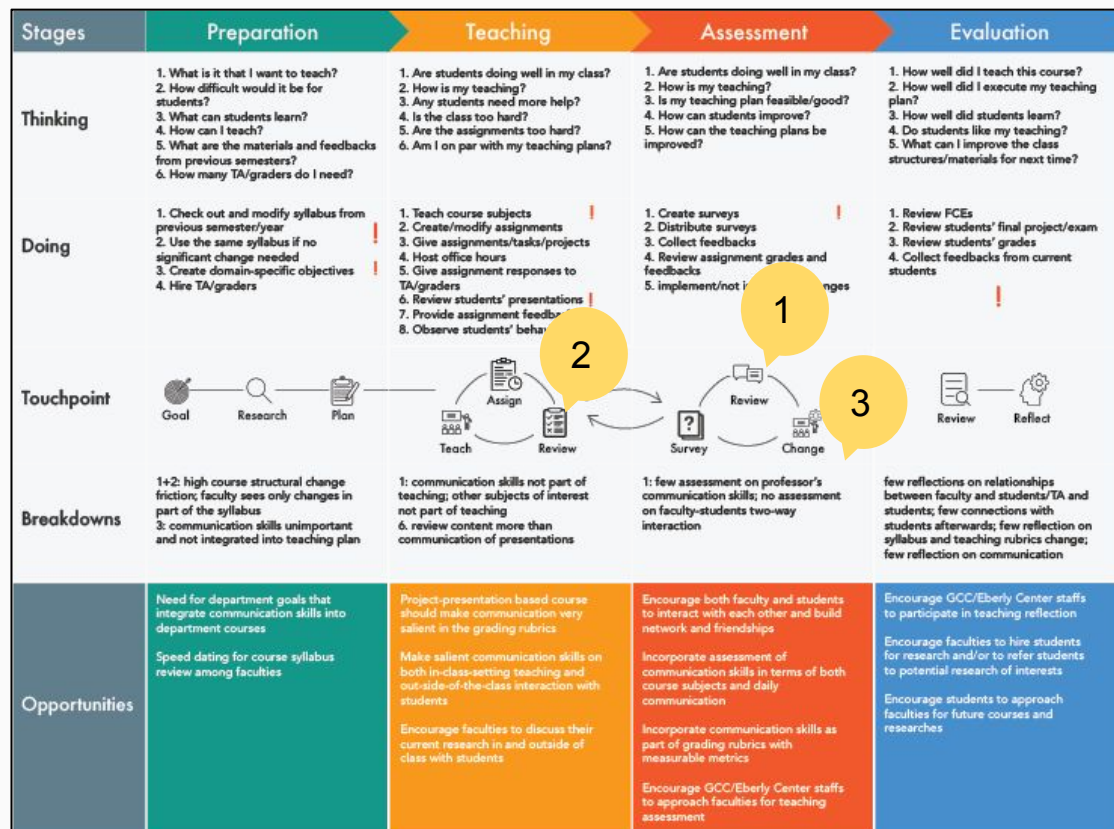 Stages
Preparation
Teaching
Assessment
Evaluation
Thinking
1. What is it that I want to teach?
2. How difficult would it be for
students?
3. What can students learn?
4. How can I teach?
5. What are the materials and feedbacks
from previous semesters?
6. How many TA/graders do I need?
1. Are students doing well in my class?
2. How is my teaching?
3. Any students need more help?
4. Is the class too hard?
5. Are the assignments too hard?
6. Am I on par with my teaching plans?
1. Are students doing well in my class?
2. How is my teaching?
3. Is my teaching plan feasible/good?
4. How can students improve?
5. How can the teaching plans be
improved?
1. How well did I teach this course?
2. How well did I execute my teaching
plan?
3. How well did students learn?
4. Do students like my teaching?
5. What can I improve the class
structures/materials for next time?
Doing
1. Check out and modify syllabus from
previous semester/year
2. Use the same syllabus if no
significant change needed
3. Create domain-specific objectives
4. Hire TA/graders
!
!
1. Teach course subjects
2. Create/modify assignments
3. Give assignments/tasks/projects
4. Host office hours
5. Give assignment responses to
TA/graders
6. Review students' presentations
7. Provide assignment
8. Observe students'
!
!
1. Create surveys
2. Distribute surveys
3. Collect feedbacks
4. Review assignment grades and
feedbacks
5. implement/not
!
1. Review FCEs
2. Review students' final project/exam
3. Review students' grades
4. Collect feedbacks from current
students
!
1
2
3
Touchpoint
Goal
Research
Plan
Assign
Teach
Review
Review
Survey
Change
Review
Reflect
Breakdowns
1+2: high course structural change
friction; faculty sees only changes in
part of the syllabus
3: communication skills unimportant
and not integrated into teaching plan
1: communication skills not part of
teaching; other subjects of interest
not part of teaching
6. review content more than
communication of presentations
1: few assessment on professor's
communication skills; no assessment
on faculty-students two-way
interaction
few reflections on relationships
between faculty and students/TA and
students; few connections with
students afterwards; few reflection on
syllabus and teaching rubrics change;
few reflection on communication
Opportunities
Need for department goals that
integrate communication skills into
department courses
Speed dating for course syllabus
review among faculties
Project-presentation based course
should make communication very
salient in the grading rubrics
Make salient communication skills on
both in-class-setting teaching and
out-side-of-the-class interaction with
students
Encourage faculties to discuss their
current research in and outside of
class with students
Encourage both faculty and students
to interact with each other and build
network and friendships
Incorporate assessment of
communication skills in terms of both
course subjects and daily
communication
Incorporate communication skills as
part of grading rubrics with
measurable metrics
Encourage GCC/Eberly Center staffs
to approach faculties for teaching
assessment
Encourage GCC/Eberly Center staffs
to participate in teaching reflection
Encourage faculties to hire students
for research and/or to refer students
to potential research of interests
Encourage students to approach
faculties for future courses and
researches